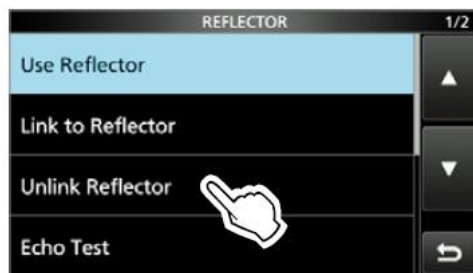 REFLECTOR 1/2
Use Reflector
Link to Reflector
Unlink Reflector
Echo Test